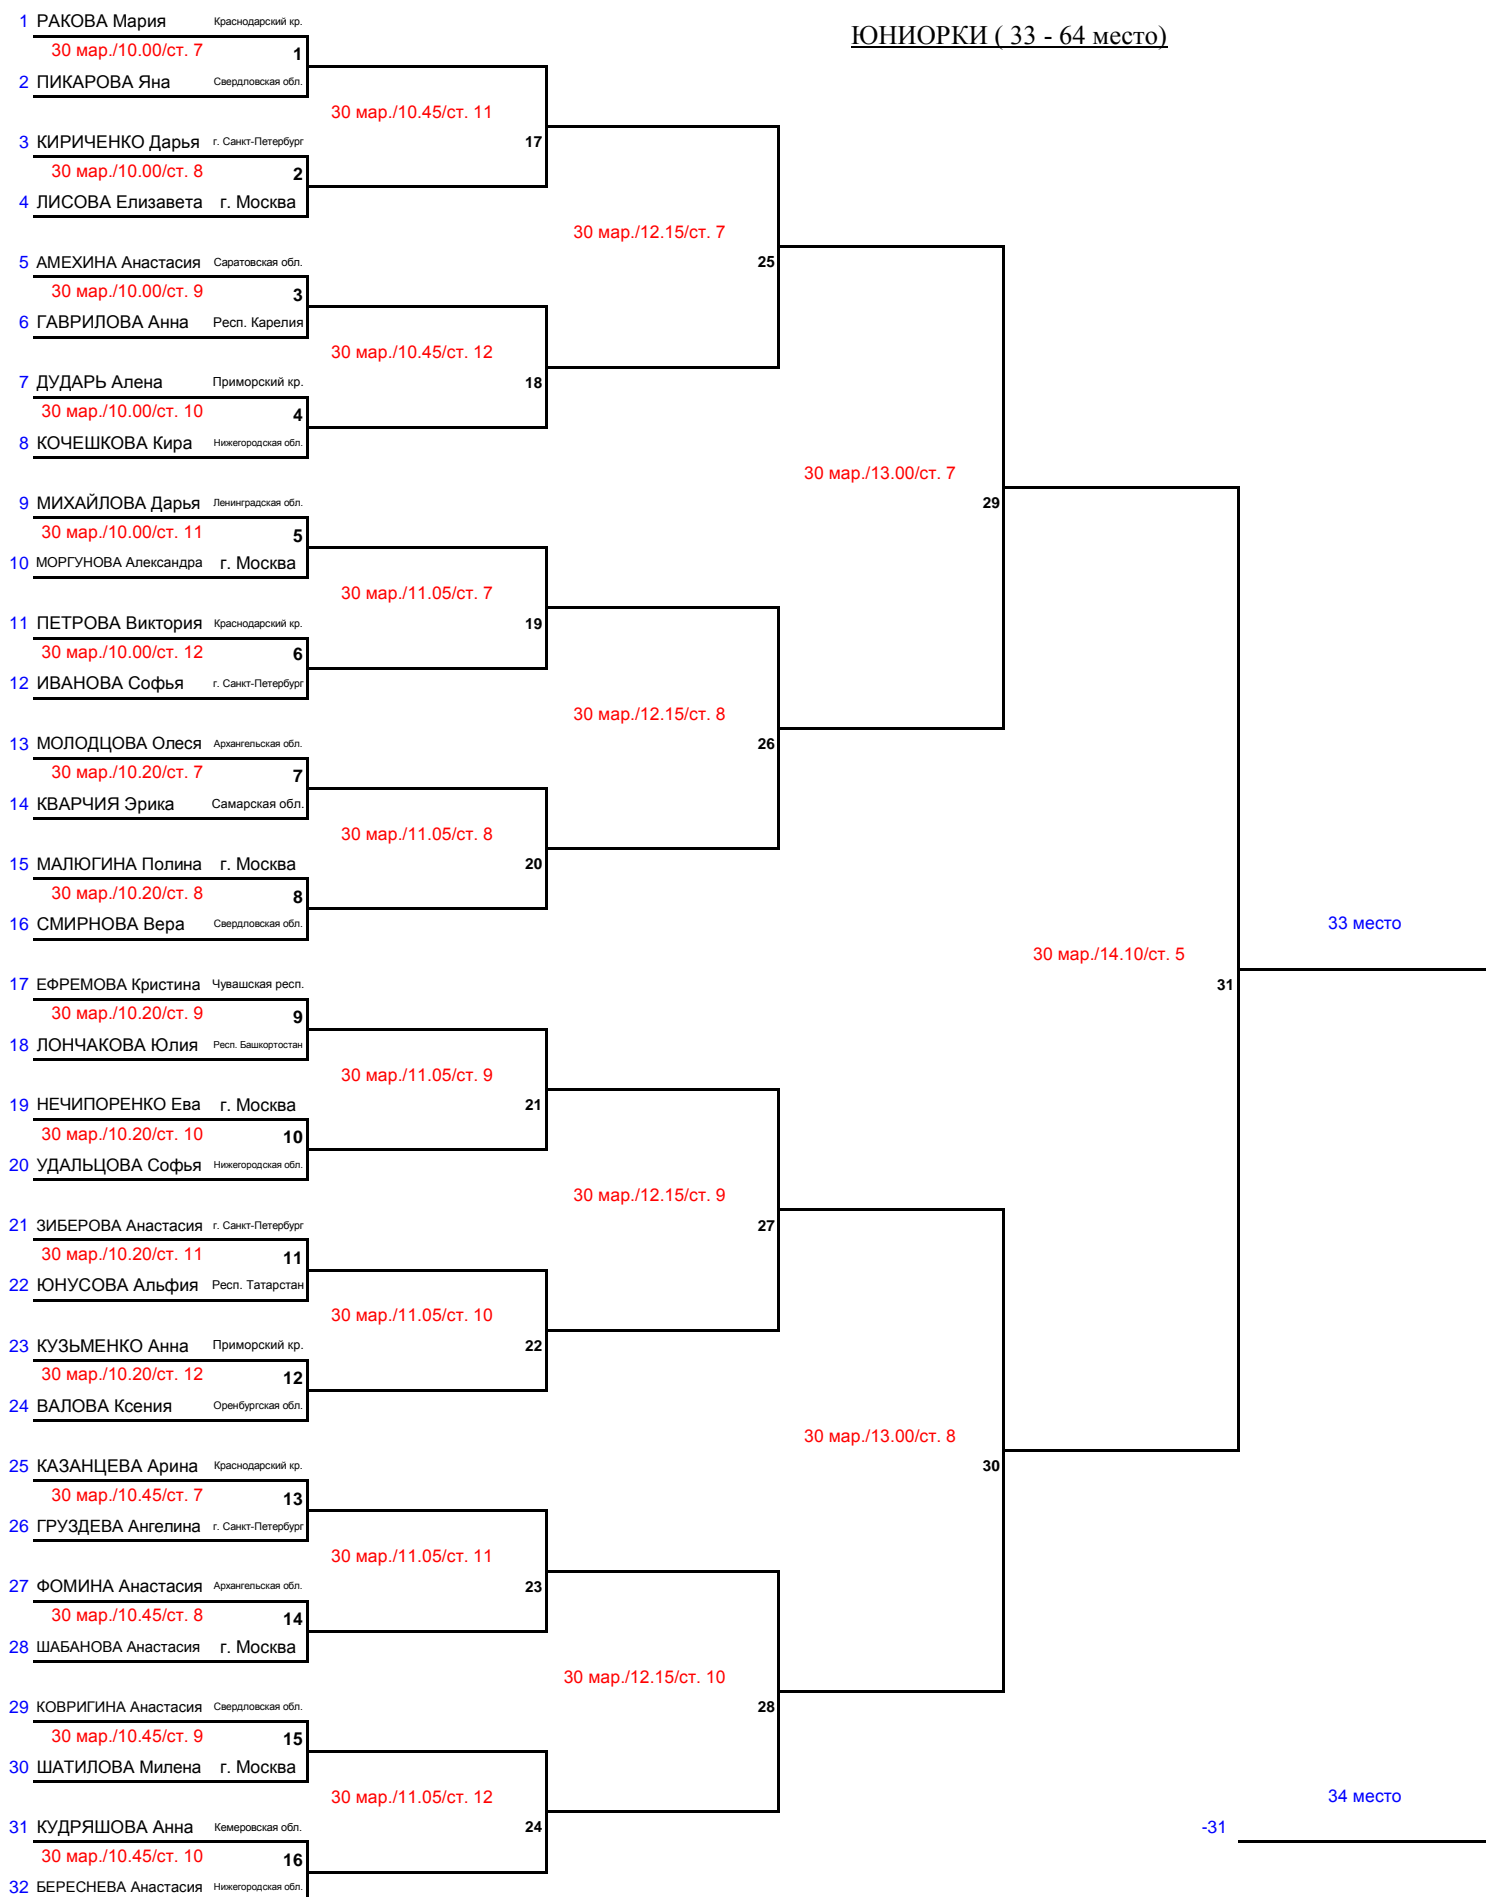 ЮНИОРКИ ( 33 - 64 место)
1 РАКОВА Мария Краснодарский кр.
30 мар./10.00/ст. 7 1
2 ПИКАРОВА Яна Свердловская обл.
30 мар./10.45/ст. 11
17
3 КИРИЧЕНКО Дарья г. Санкт-Петербург
30 мар./10.00/ст. 8 2
4 ЛИСОВА Елизавета г. Москва
30 мар./12.15/ст. 7
25
5 АМЕХИНА Анастасия Саратовская обл.
30 мар./10.00/ст. 9 3
6 ГАВРИЛОВА Анна Респ. Карелия
30 мар./10.45/ст. 12
18
7 ДУДАРЬ Алена Приморский кр.
30 мар./10.00/ст. 10 4
8 КОЧЕШКОВА Кира Нижегородская обл.
30 мар./13.00/ст. 7
29
9 МИХАЙЛОВА Дарья Ленинградская обл.
30 мар./10.00/ст. 11 5
10 МОРГУНОВА Александра г. Москва
30 мар./11.05/ст. 7
19
11 ПЕТРОВА Виктория Краснодарский кр.
30 мар./10.00/ст. 12 6
12 ИВАНОВА Софья г. Санкт-Петербург
30 мар./12.15/ст. 8
26
13 МОЛОДЦОВА Олеся Архангельская обл.
30 мар./10.20/ст. 7 7
14 КВАРЧИЯ Эрика Самарская обл.
30 мар./11.05/ст. 8
20
15 МАЛЮГИНА Полина г. Москва
30 мар./10.20/ст. 8 8
16 СМИРНОВА Вера Свердловская обл.
33 место
30 мар./14.10/ст. 5
31
17 ЕФРЕМОВА Кристина Чувашская респ.
30 мар./10.20/ст. 9 9
18 ЛОНЧАКОВА Юлия Респ. Башкортостан
30 мар./11.05/ст. 9
21
19 НЕЧИПОРЕНКО Ева г. Москва
30 мар./10.20/ст. 10 10
20 УДАЛЬЦОВА Софья Нижегородская обл.
30 мар./12.15/ст. 9
27
21 ЗИБЕРОВА Анастасия г. Санкт-Петербург
30 мар./10.20/ст. 11 11
22 ЮНУСОВА Альфия Респ. Татарстан
30 мар./11.05/ст. 10
22
23 КУЗЬМЕНКО Анна Приморский кр.
30 мар./10.20/ст. 12 12
24 ВАЛОВА Ксения Оренбургская обл.
30 мар./13.00/ст. 8
30
25 КАЗАНЦЕВА Арина Краснодарский кр.
30 мар./10.45/ст. 7 13
26 ГРУЗДЕВА Ангелина г. Санкт-Петербург
30 мар./11.05/ст. 11
23
27 ФОМИНА Анастасия Архангельская обл.
30 мар./10.45/ст. 8 14
28 ШАБАНОВА Анастасия г. Москва
30 мар./12.15/ст. 10
28
29 КОВРИГИНА Анастасия Свердловская обл.
30 мар./10.45/ст. 9 15
30 ШАТИЛОВА Милена г. Москва
30 мар./11.05/ст. 12
24
34 место
-31
31 КУДРЯШОВА Анна Кемеровская обл.
30 мар./10.45/ст. 10 16
32 БЕРЕСНЕВА Анастасия Нижегородская обл.